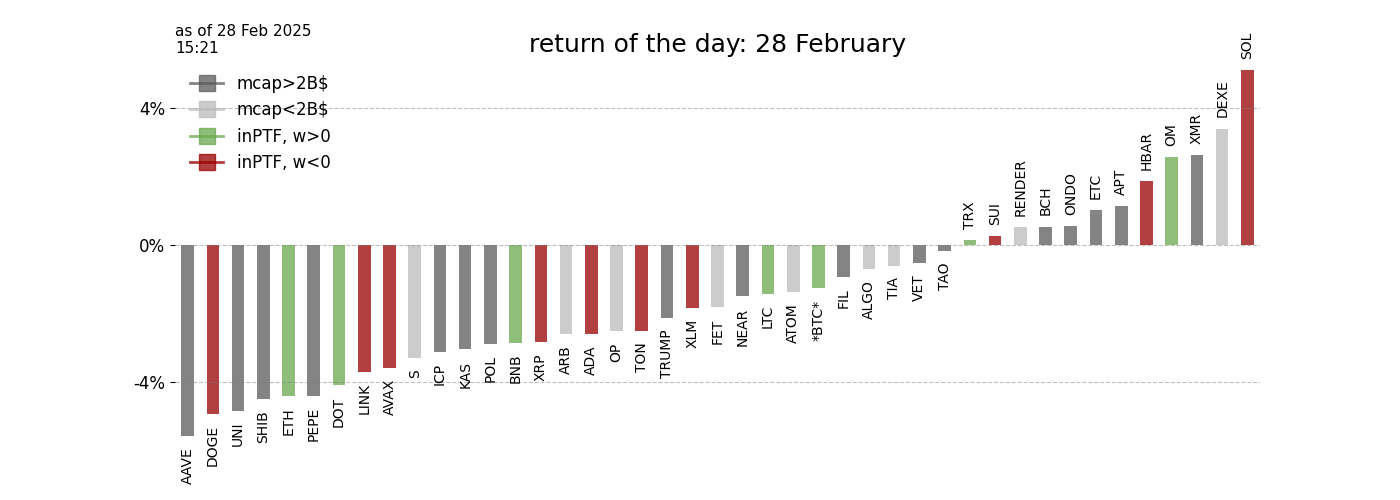 as of 28 Feb 2025
15:21
return of the day: 28 February
mcap>2B$
mcap<2B$
inPTF, w>0
inPTF, w<0
4%
0%
-4%
AAVE
DOGE
UNI
SHIB
ETH
PEPE
DOT
LINK
AVAX
S
ICP
KAS
POL
BNB
XRP
ARB
ADA
OP
TON
TRUMP
XLM
FET
NEAR
LTC
ATOM
*BTC*
FIL
ALGO
TIA
VET
TAO
TRX
SUI
RENDER
BCH
ONDO
ETC
APT
HBAR
OM
XMR
DEXE
SOL